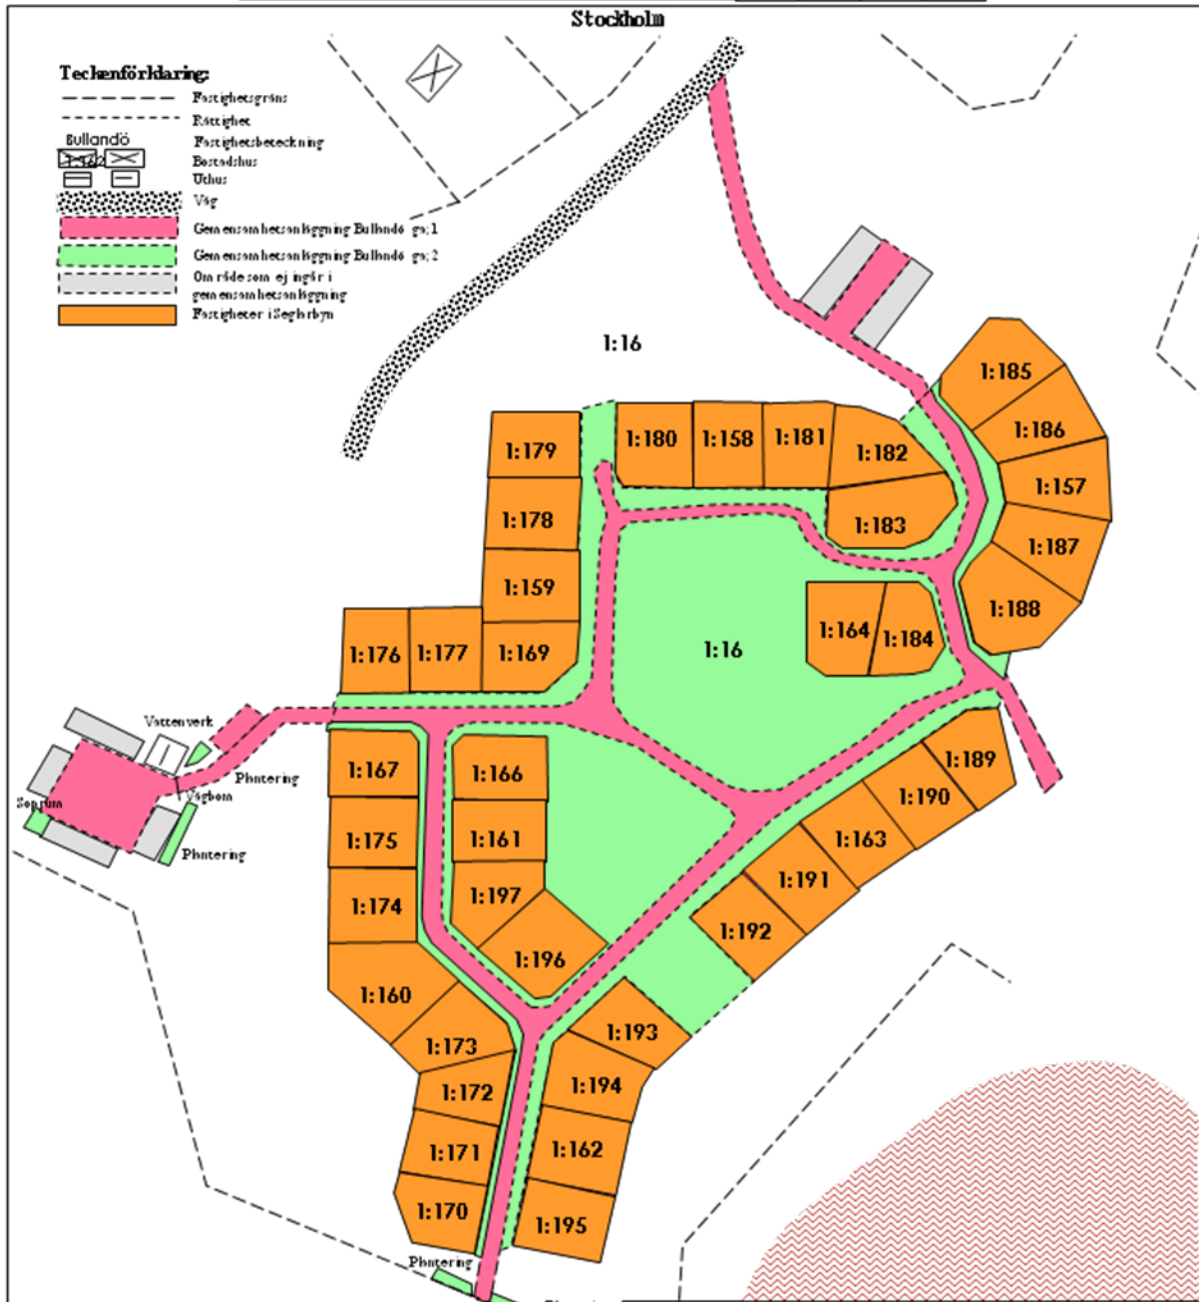 Stockholm
Teckenförklaring:
Fastighetsgräns
Rättighet
Bullandö
Fastighetsbeteckning
Bostadshus
Uthus
Väg
Gemensamhetsanläggning Bullandö ga:1
Gemensamhetsanläggning Bullandö ga:2
Område som ej ingår i
gemensamhetsanläggning
Fastigheter i Seglarbyn
1:16
1:185
1:186
1:179
1:180
1:158
1:181
1:182
1:157
1:178
1:183
1:187
1:159
1:188
1:176
1:177
1:169
1:16
1:164
1:184
Vattenverk
1:167
1:166
1:189
Plantering
Vägbom
Soprum
1:190
1:175
1:161
1:163
Plantering
1:191
1:174
1:197
1:192
1:196
1:160
1:193
1:173
1:172
1:194
1:171
1:162
1:170
1:195
Plantering